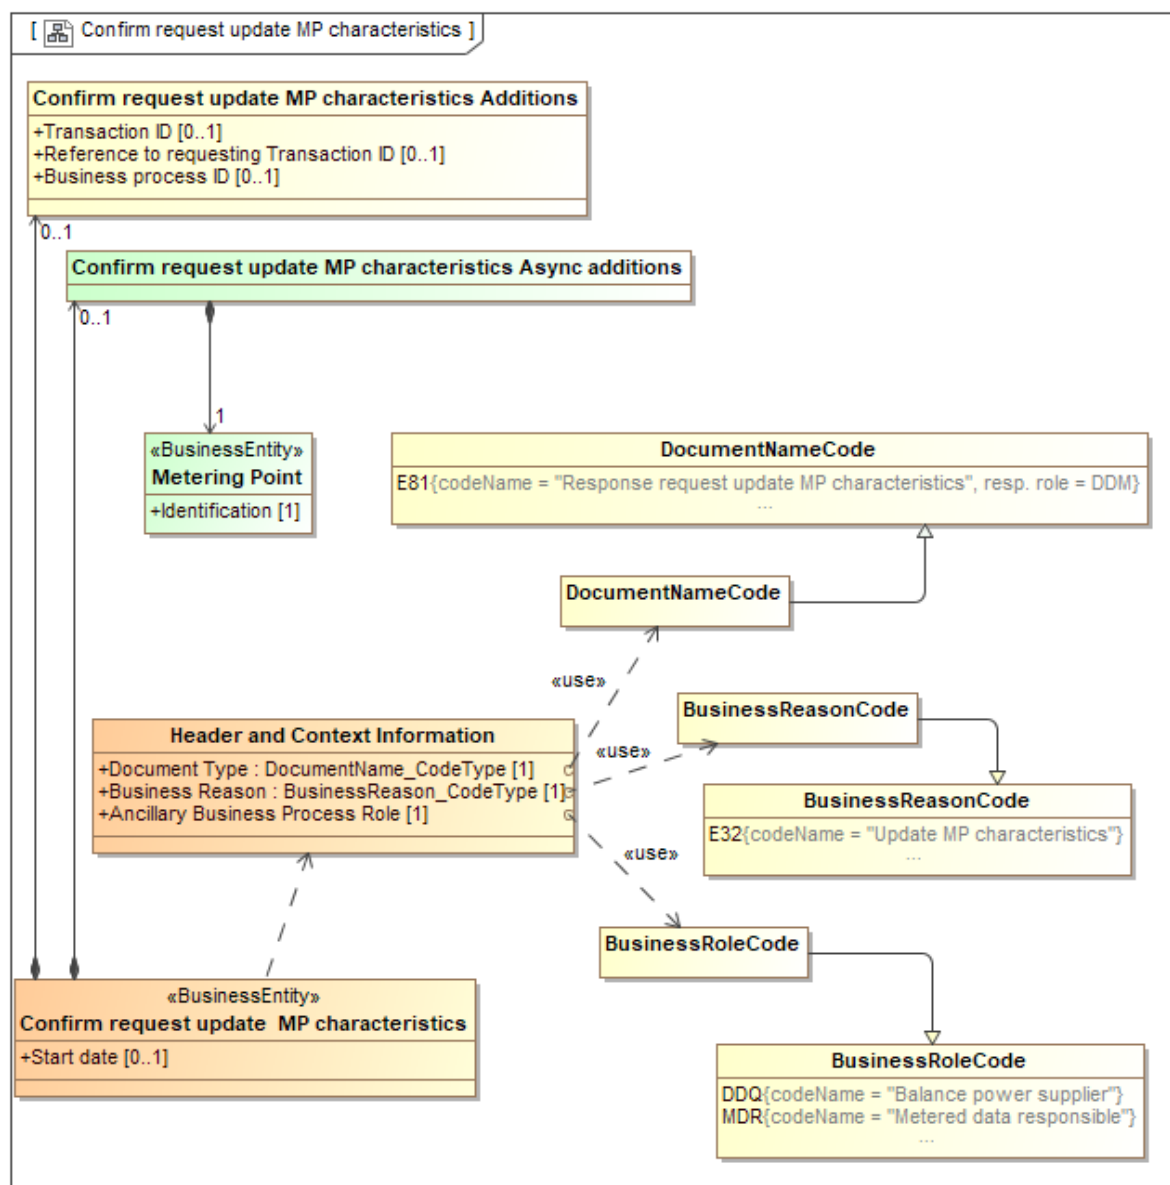 [ Confirm request update MP characteristics ]
Confirm request update MP characteristics Additions
+Transaction ID [0..1]
+Reference to requesting Transaction ID [0..1]
+Business process ID [0..1]
0..1
Confirm request update MP characteristics Async additions
0..1
1
«BusinessEntity»
Metering Point
+Identification [1]
DocumentNameCode
E81{codeName = "Response request update MP characteristics", resp. role = DDM}
...
DocumentNameCode
«use»
BusinessReasonCode
«use»
Header and Context Information
+Document Type : DocumentName_CodeType [1]
+Business Reason : BusinessReason_CodeType [1]
+Ancillary Business Process Role [1]
BusinessReasonCode
E32{codeName = "Update MP characteristics"}
...
«use»
BusinessRoleCode
«BusinessEntity»
Confirm request update  MP characteristics
+Start date [0..1]
BusinessRoleCode
DDQ{codeName = "Balance power supplier"}
MDR{codeName = "Metered data responsible"}
...